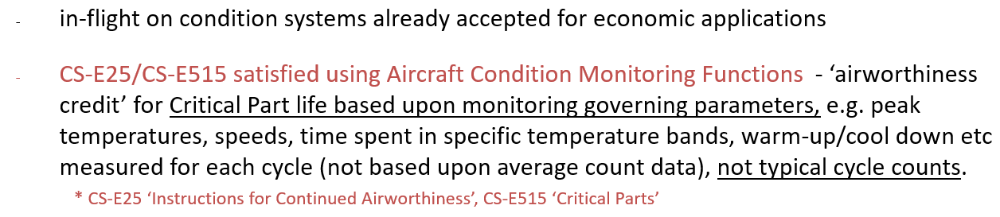 - in-flight on condition systems already accepted for economic applications
- CS-E25/CS-E515 satisfied using Aircraft Condition Monitoring Functions - ‘airworthiness
credit’ for Critical Part life based upon monitoring governing parameters, e.g. peak
temperatures, speeds, time spent in specific temperature bands, warm-up/cool down etc
measured for each cycle (not based upon average count data), not typical cycle counts.
* CS-E25 ‘Instructions for Continued Airworthiness’, CS-E515 ‘Critical Parts’